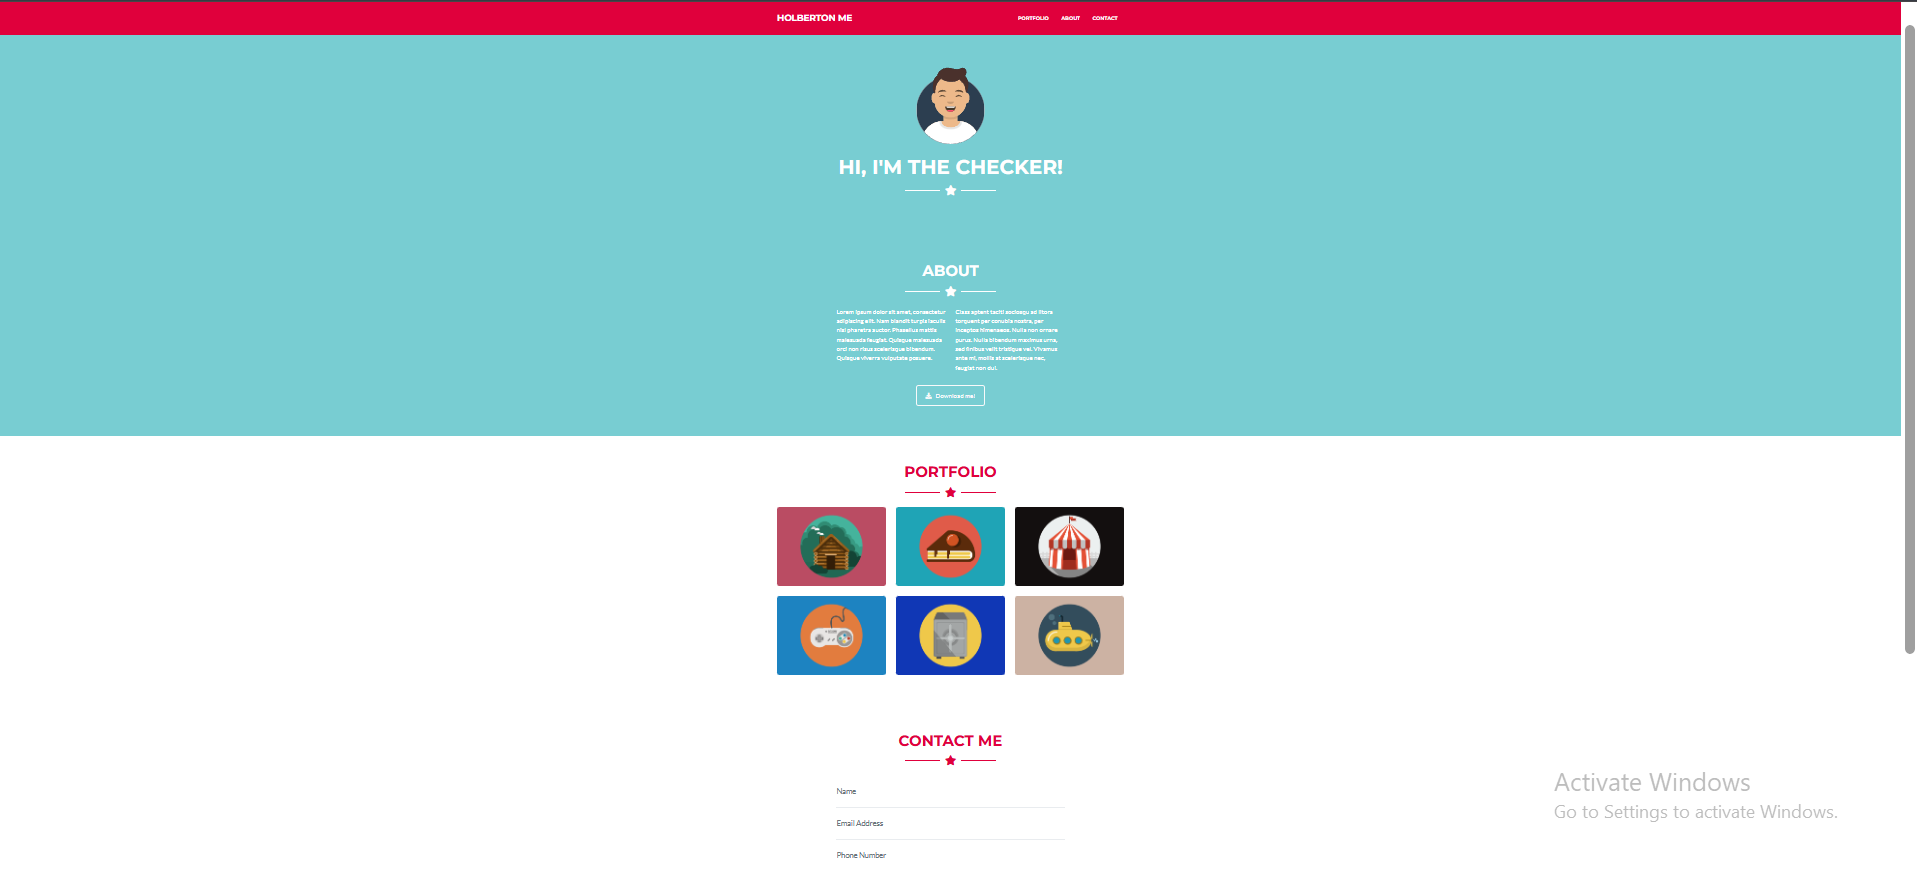 HOLBERTON ME
PORTFOLIO ABOUT CONTACT
HI, I'M THE CHECKER!
ABOUT
Lorem ipsum dolor sit amet, consectetur
adipiscing elit. Nam blandit turpis iaculis
nisl pharetra auctor. Phasellus mattis
malesuada feugiat. Quisque malesuada
orci non risus scelerisque bibendum.
Quisque viverra vulputate posuere.
Class aptent taciti sociosqu ad litora
torquent per conubia nostra, per
inceptos himenaeos. Nulla non ornare
purus. Nulla bibendum maximus urna,
sed finibus velit tristique vel. Vivamus
ante mi, mollis at scelerisque nec,
feugiat non dui.
Download me!
PORTFOLIO
CONTACT ME
Name
Email Address
Phone Number
Activate Windows
Go to Settings to activate Windows.